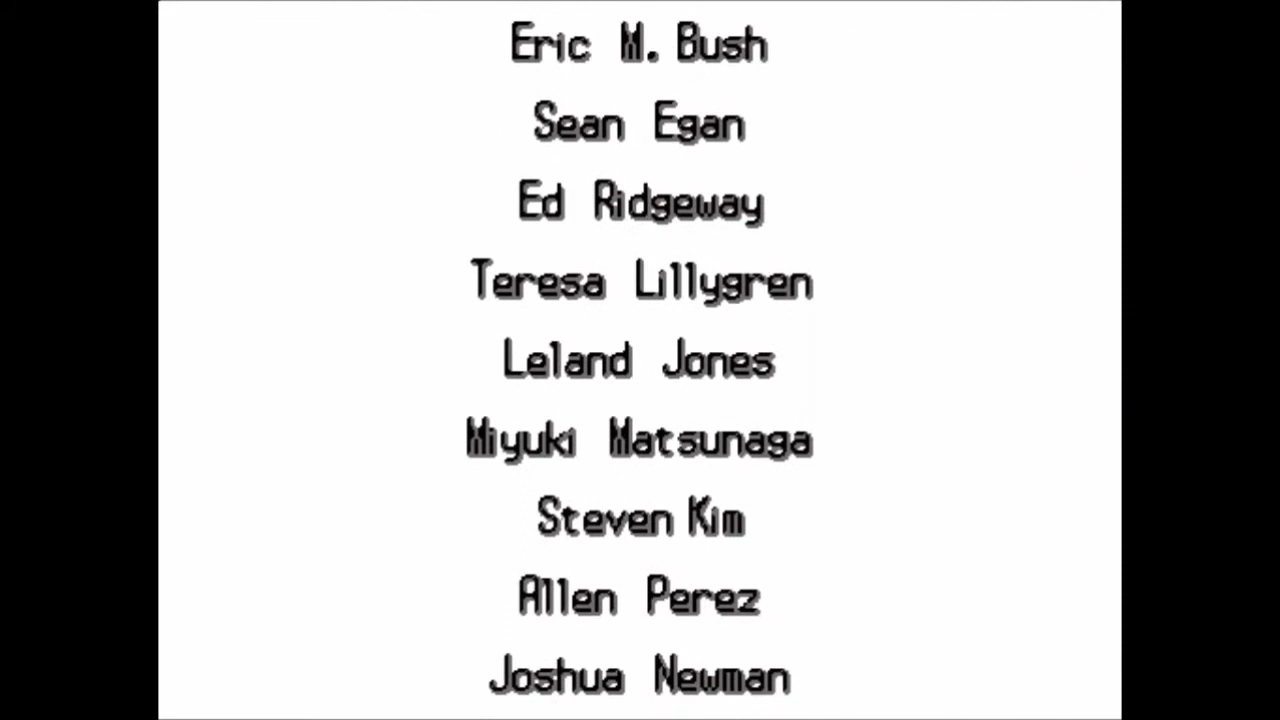 Eric M. Bush
Sean Egan
Ed Ridgeway
Teresa Lillygren
Leland Jones
Miyuki Matsunaga
Steven Kim
Allen Perez
Joshua Newman